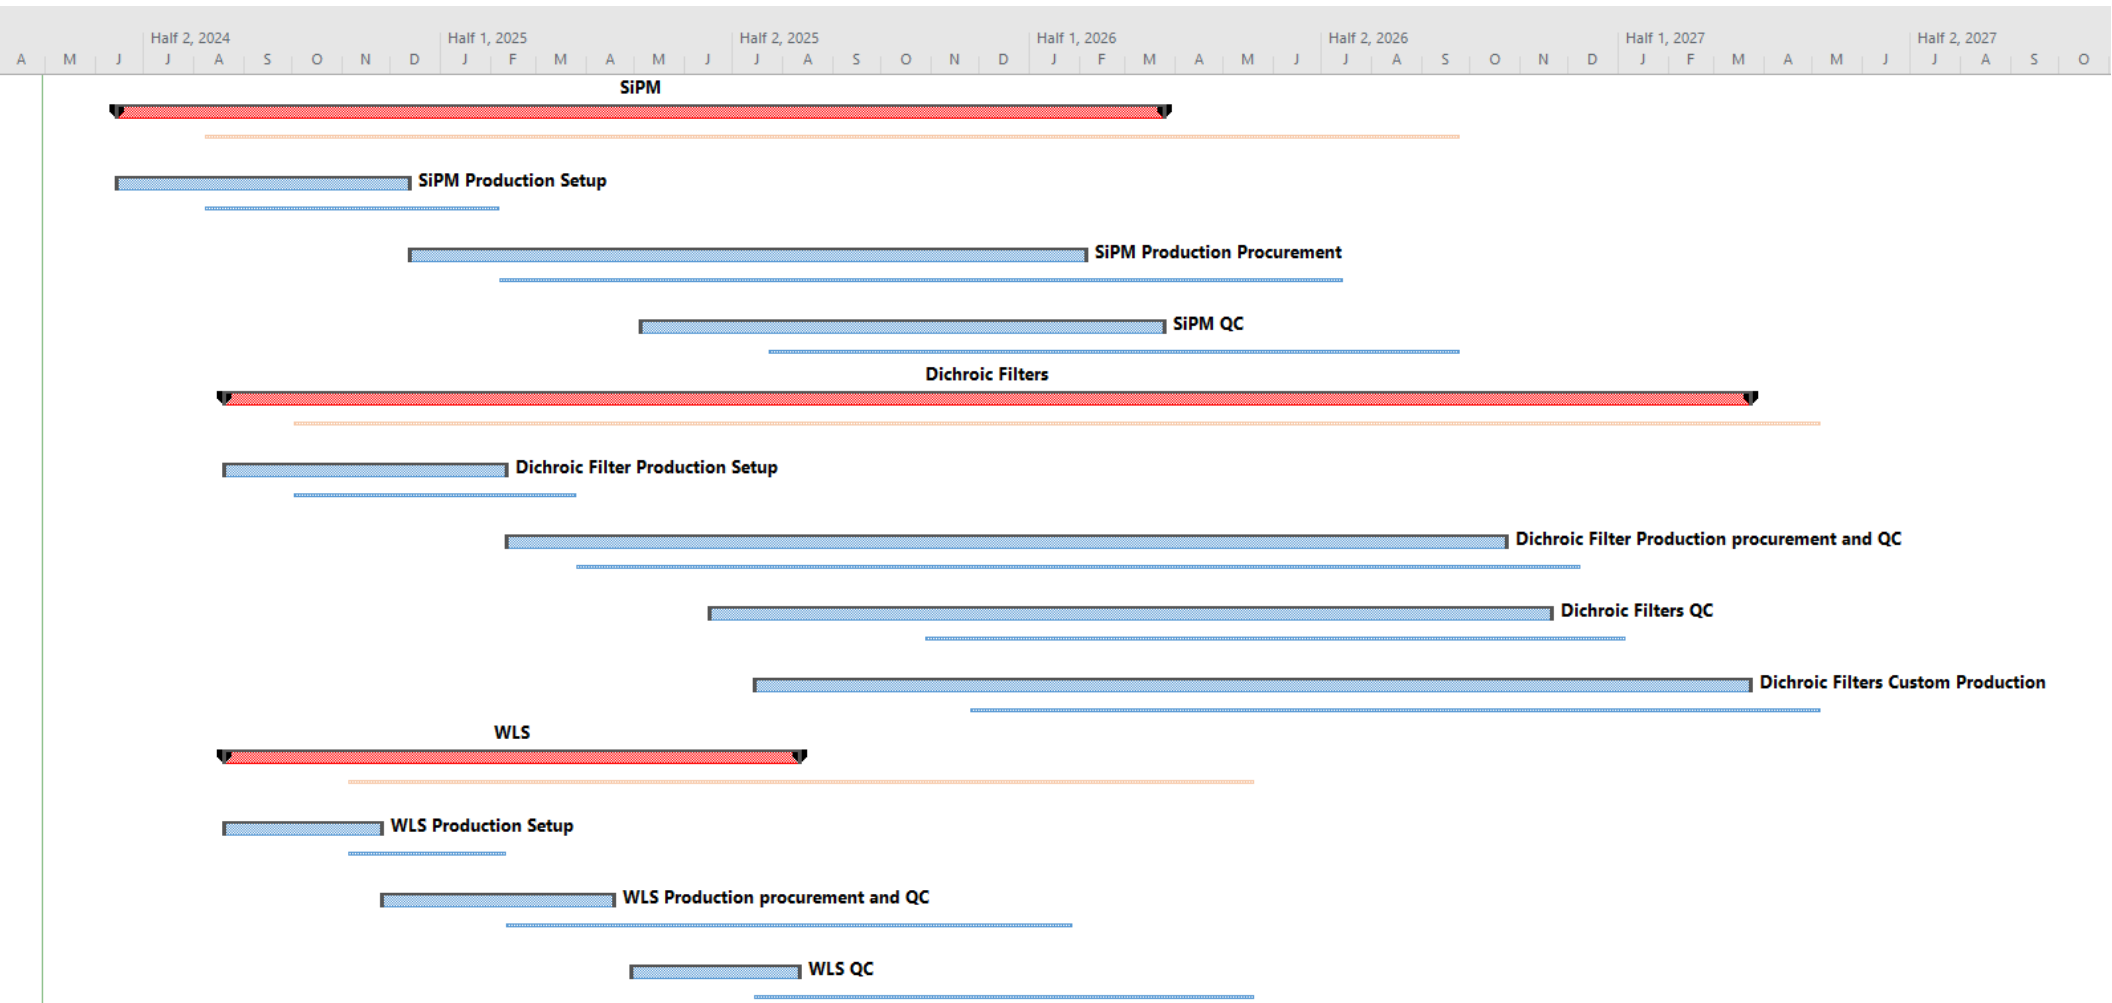 Half 2, 2024 Half 1, 2025 Half 2, 2025 Half 1, 2026 Half 2, 2026 Half 1, 2027 Half 2, 2027
A M J J A S O N D J F M A M J J A S O N D J F M A M J J A S O N D J F M A M J J A S O
SiPM
SiPM Production Setup
SiPM Production Procurement
SiPM QC
Dichroic Filters
Dichroic Filter Production Setup
Dichroic Filter Production procurement and QC
Dichroic Filters QC
Dichroic Filters Custom Production
WLS
WLS Production Setup
WLS Production procurement and QC
WLS QC